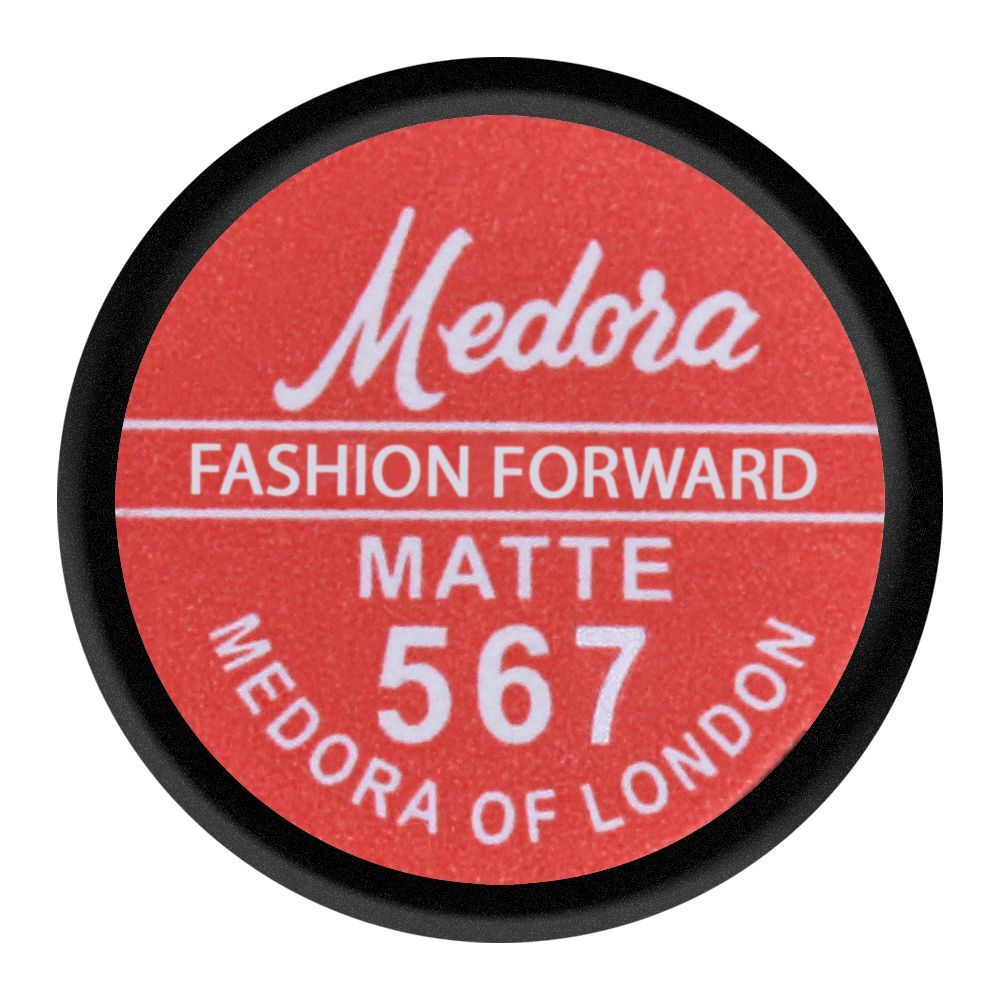 Medora
FASHION FORWARD
MATTE
567
MEDORA OF LONDON